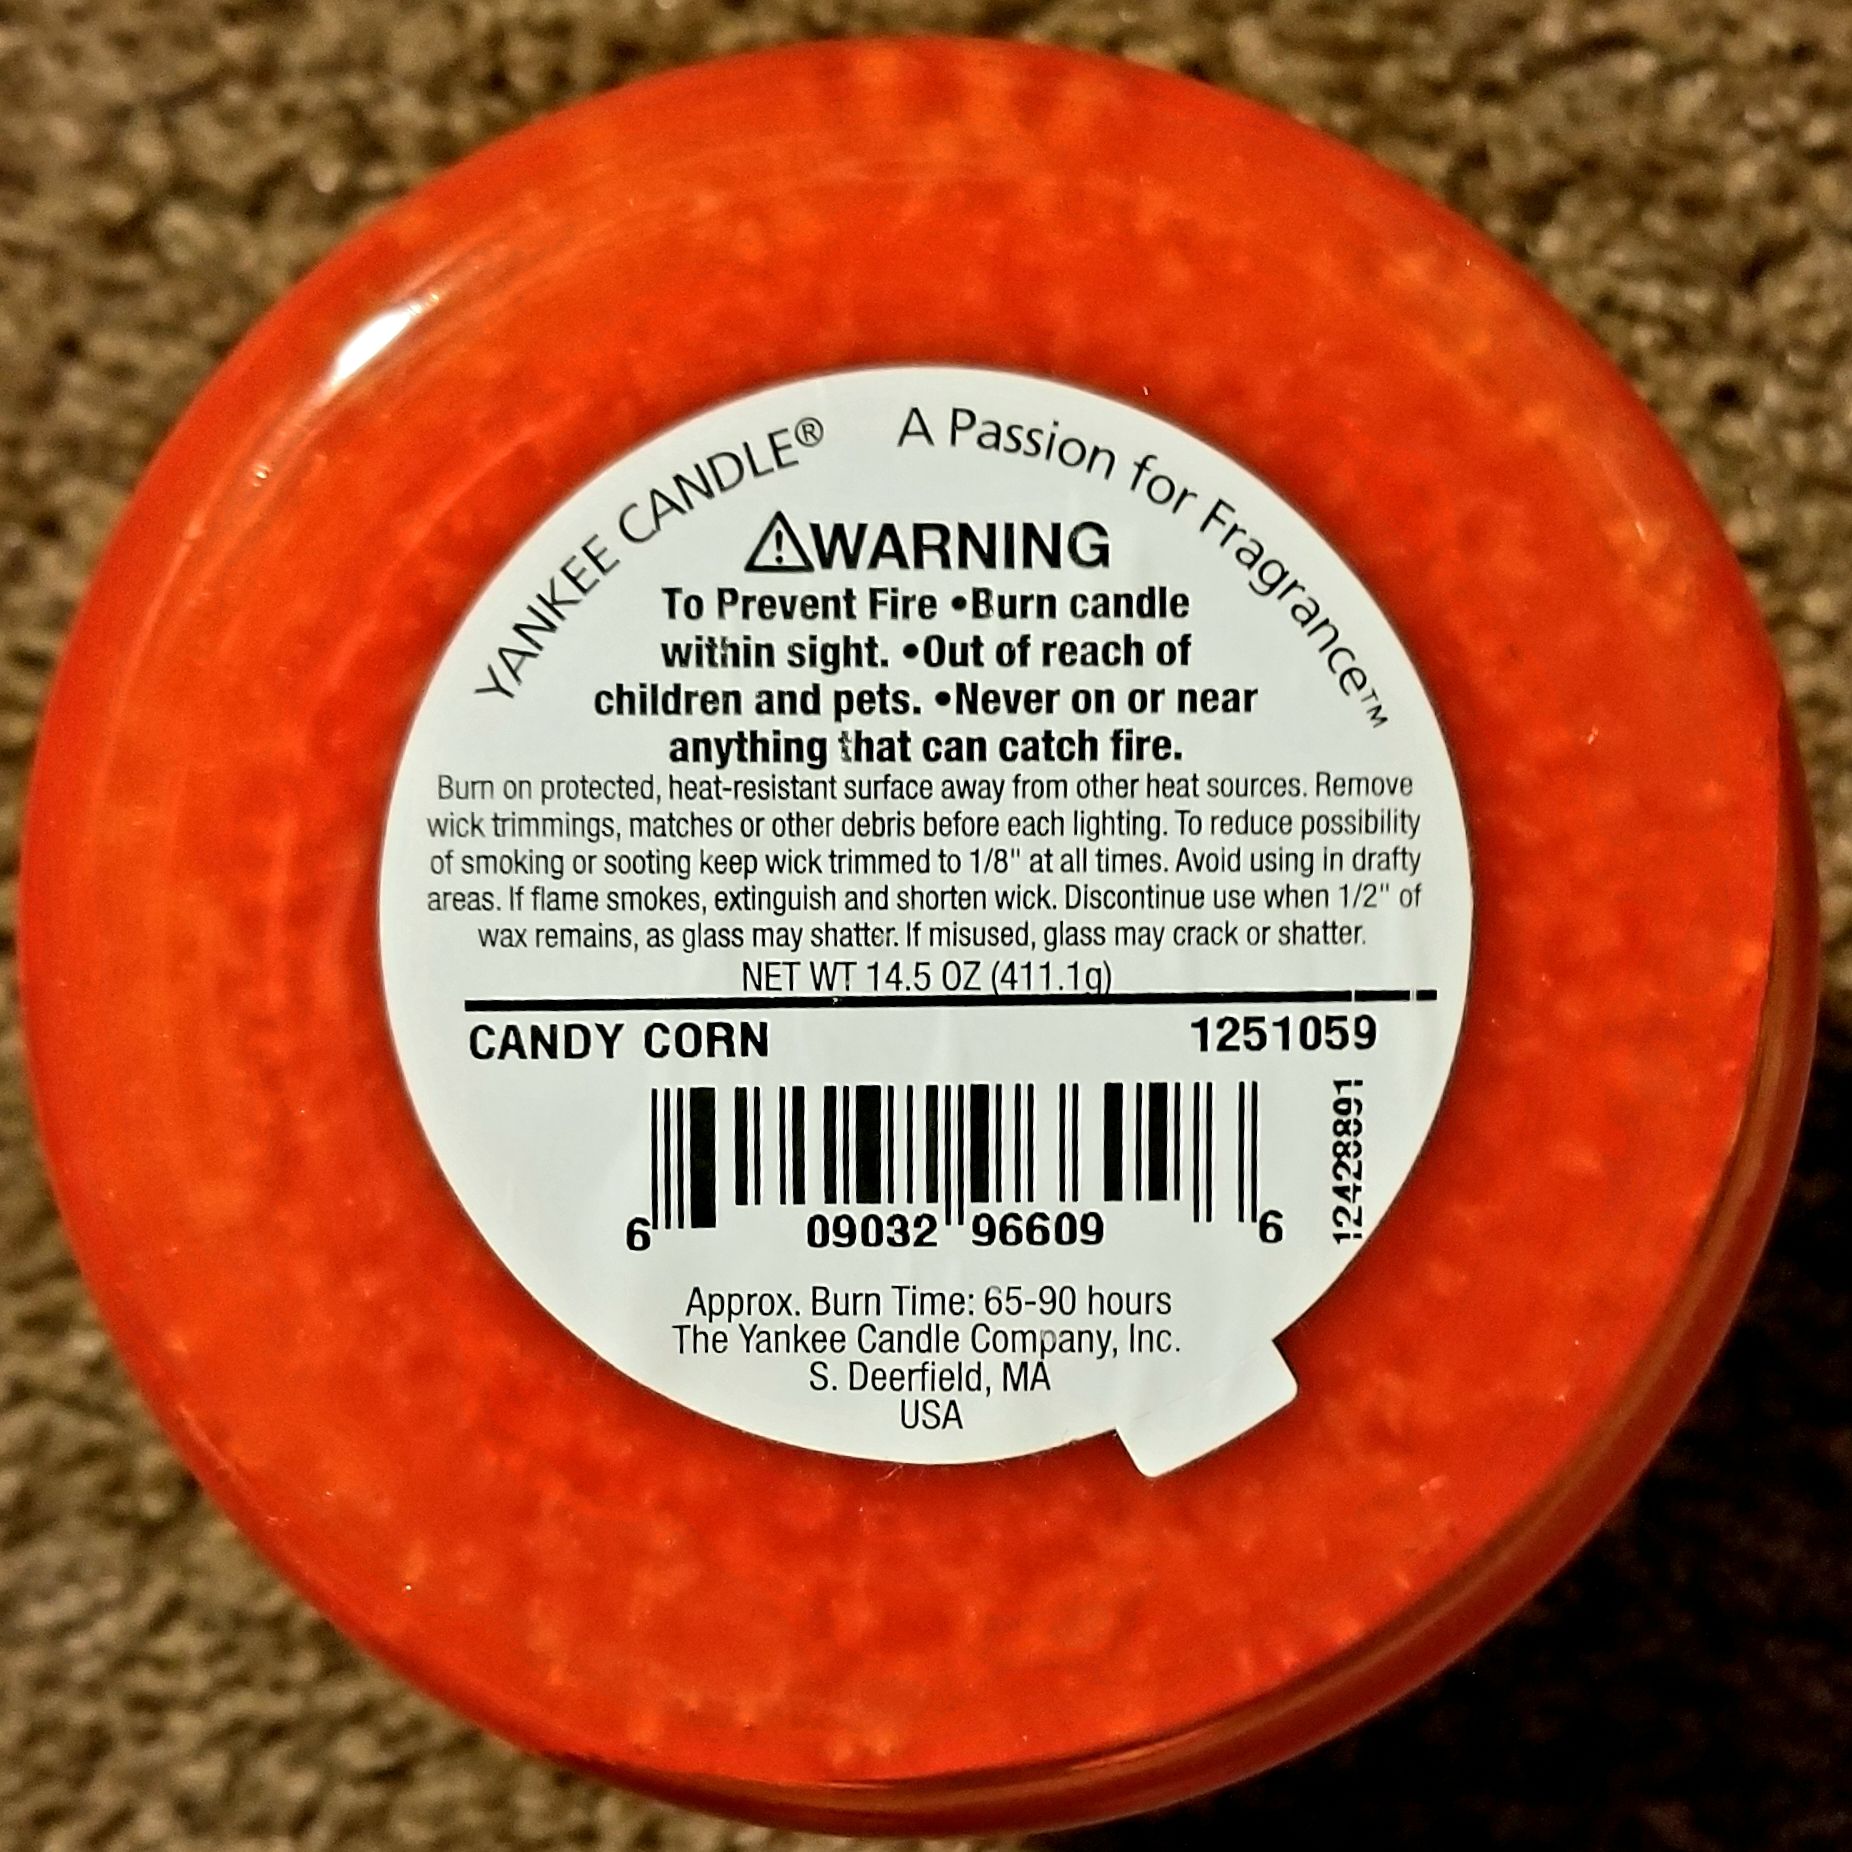 YANKEE CANDLE® A Passion for Fragrance™
⚠WARNING
To Prevent Fire •Burn candle
within sight. •Out of reach of
children and pets. •Never on or near
anything that can catch fire.
Burn on protected, heat-resistant surface away from other heat sources. Remove
wick trimmings, matches or other debris before each lighting. To reduce possibility
of smoking or sooting keep wick trimmed to 1/8" at all times. Avoid using in drafty
areas. If flame smokes, extinguish and shorten wick. Discontinue use when 1/2" of
wax remains, as glass may shatter. If misused, glass may crack or shatter.
NET WT 14.5 OZ (411.1g)
CANDY CORN 1251059
6 09032 96609 6
12428891
Approx. Burn Time: 65-90 hours
The Yankee Candle Company, Inc.
S. Deerfield, MA
USA